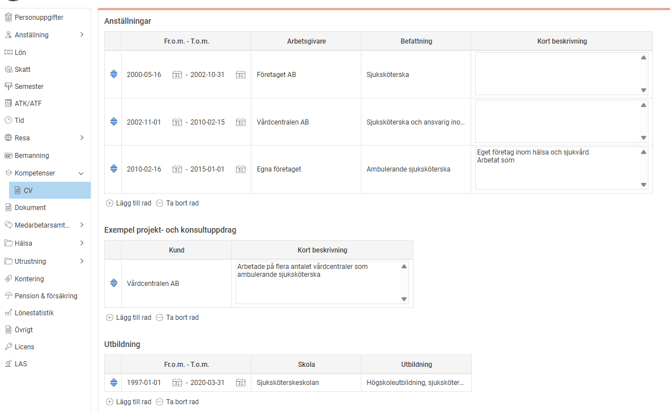 Personuppgifter
Anställning
Lön
Skatt
Semester
ATK/ATF
Tid
Resa
Bemanning
Kompetenser
CV
Dokument
Medarbetarsamt...
Hälsa
Utrustning
Kontering
Pension & försäkring
Lönestatistik
Övrigt
Licens
LAS
Anställningar
Fr.o.m. - T.o.m. Arbetsgivare Befattning Kort beskrivning
2000-05-16 - 2002-10-31 Företaget AB Sjuksköterska
2002-11-01 - 2010-02-15 Vårdcentralen AB Sjuksköterska och ansvarig ino...
2010-02-16 - 2015-01-01 Egna företaget Ambulerande sjuksköterska
Eget företag inom hälsa och sjukvård.
Arbetat som
Lägg till rad Ta bort rad
Exempel projekt- och konsultuppdrag
Kund Kort beskrivning
Vårdcentralen AB
Arbetade på flera antalet vårdcentraler som
ambulerande sjuksköterska
Lägg till rad Ta bort rad
Utbildning
Fr.o.m. - T.o.m. Skola Utbildning
1997-01-01 - 2020-03-31 Sjuksköterskeskolan Högskoleutbildning, sjuksköter...
Lägg till rad Ta bort rad